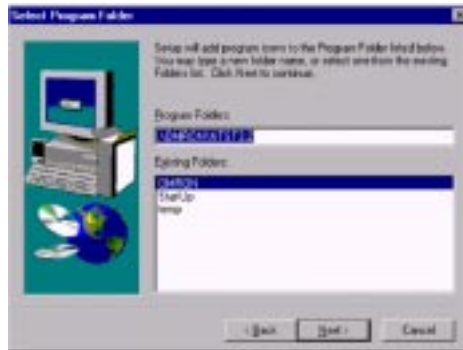 Select Program Folder
Setup will add program icons to the Program Folder listed below.
You may type a new folder name, or select one from the existing
Folders list. Click Next to continue.
Program Folders:
Existing Folders:
OMRON
StartUp
temp
< Back
Next >
Cancel